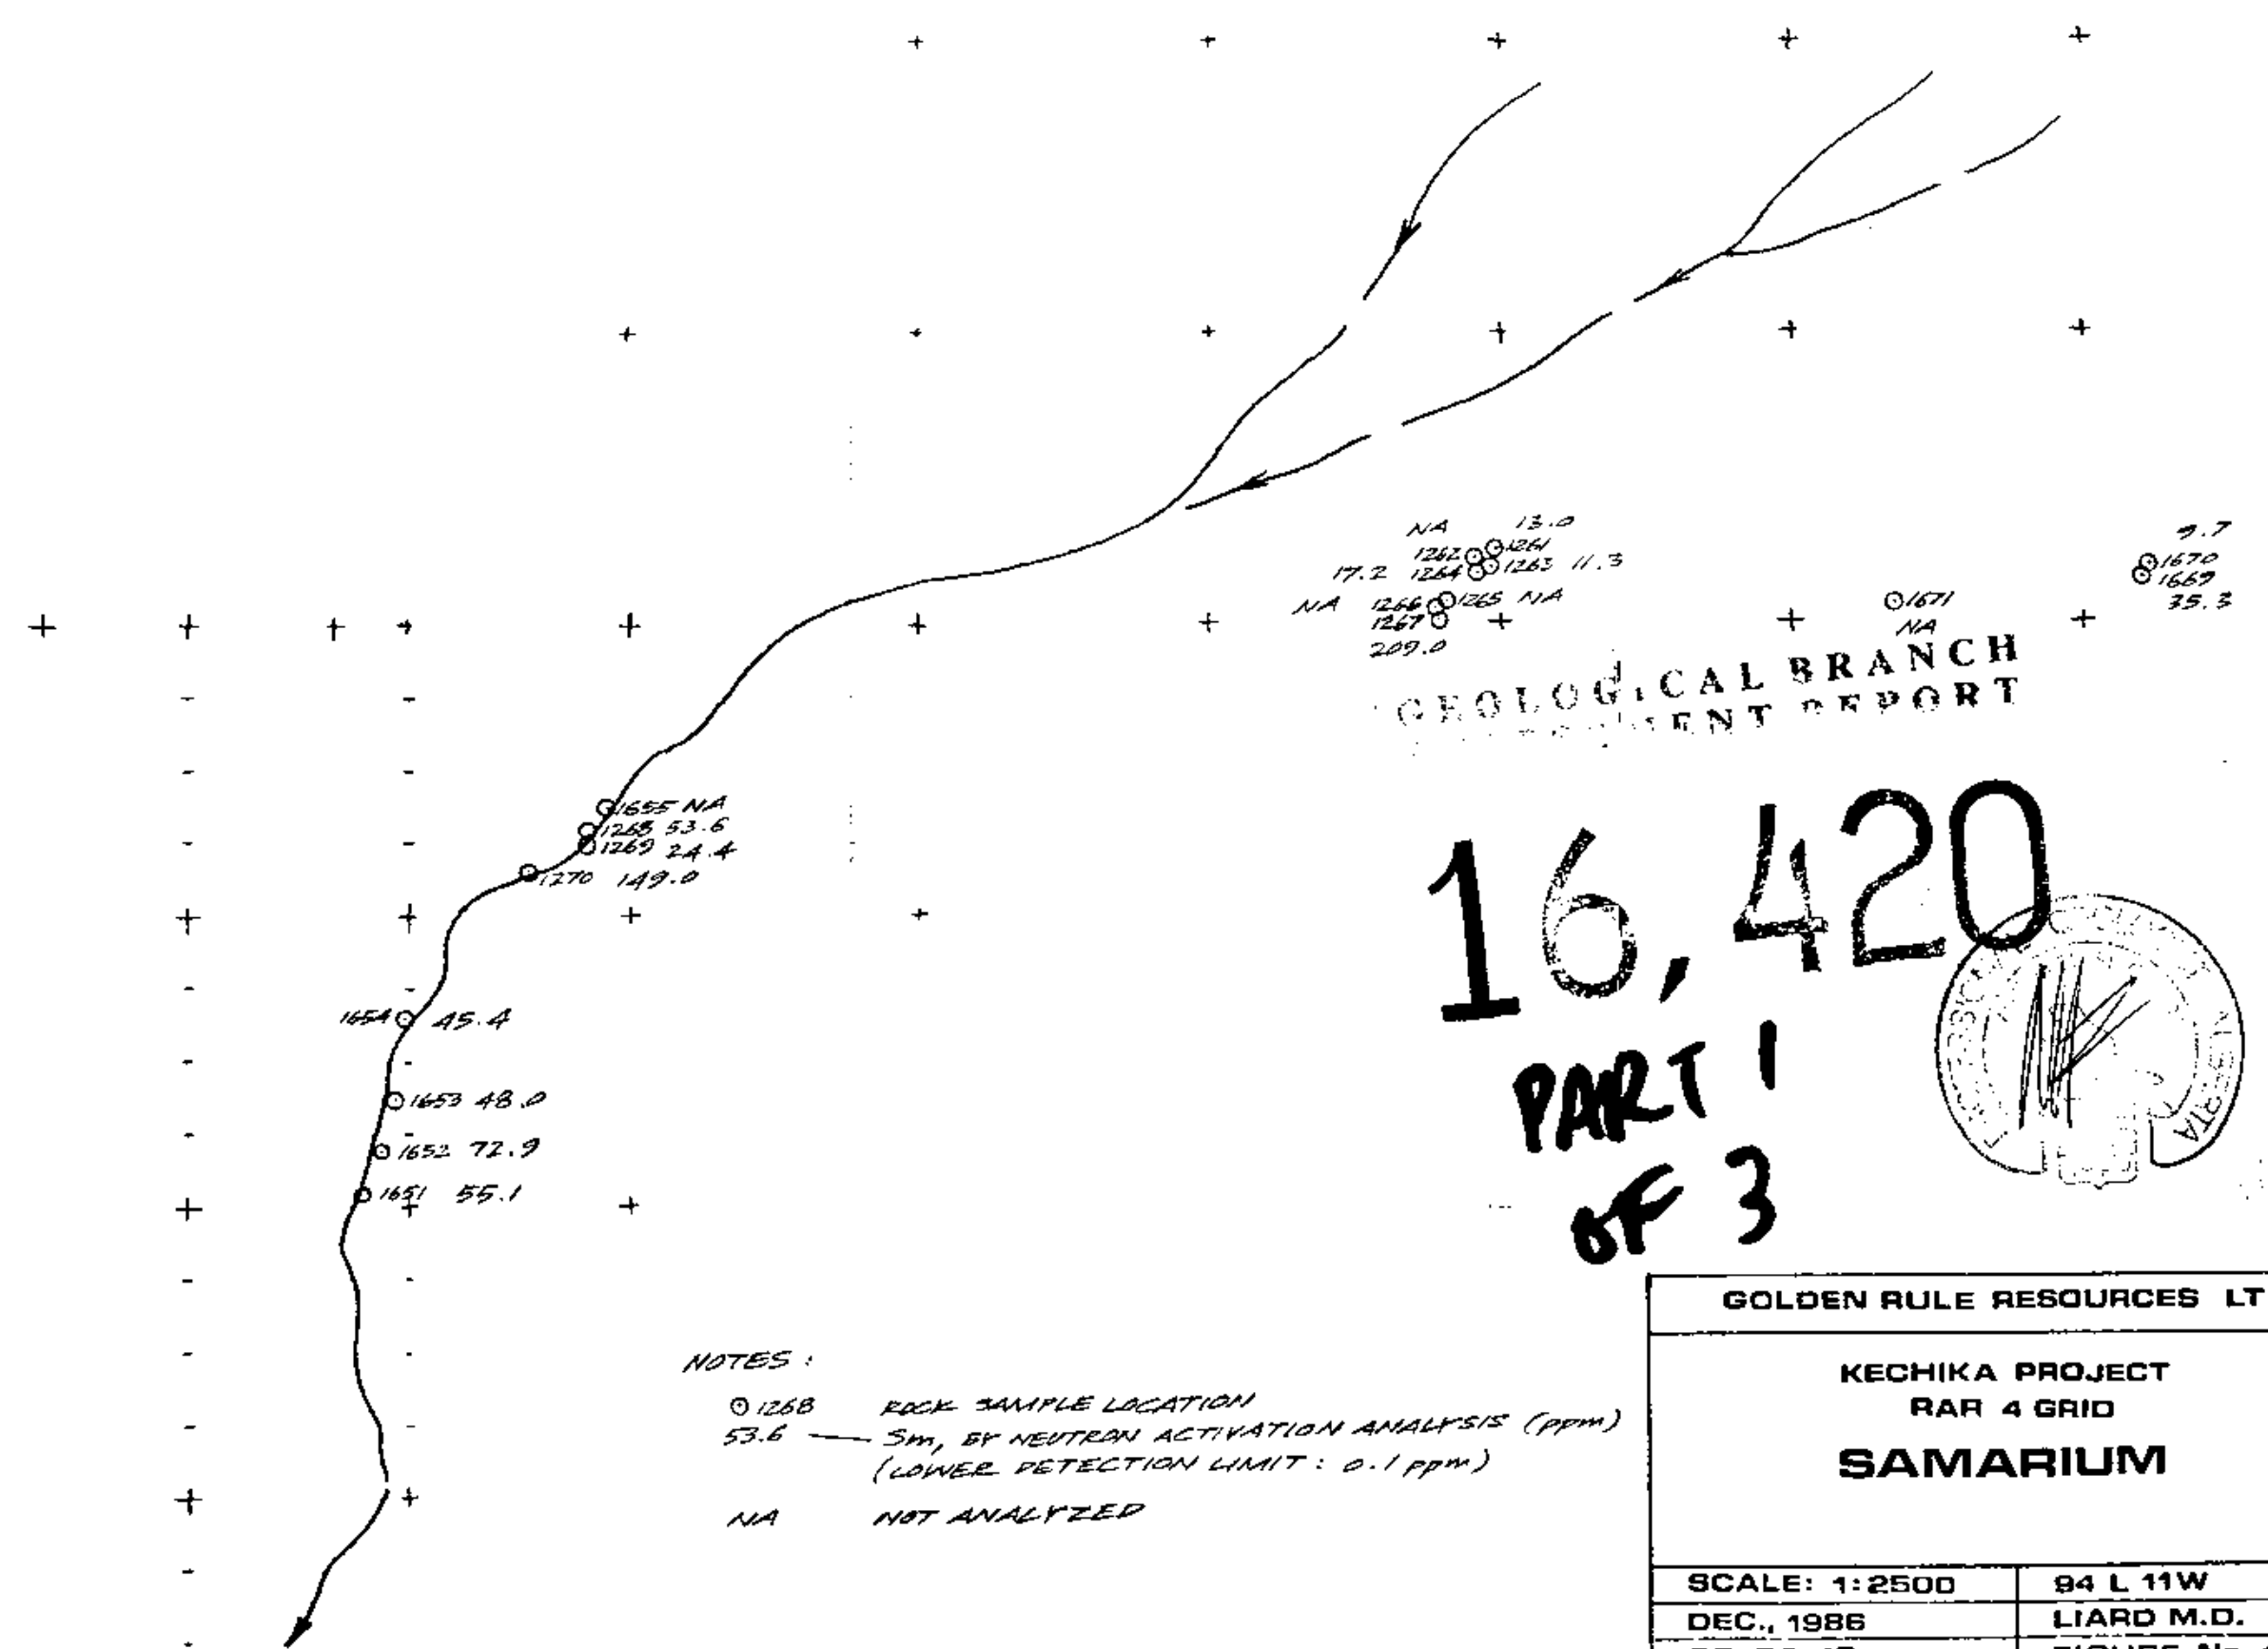 NA 13.0
1262 1261
17.2 1264 1263 11.3
NA 1266 1265 NA
1267
209.0
9.7
1670
1669
35.3
1671
NA
GEOLOGICAL BRANCH
REPORT
16,420
PART 1
OF 3
1655 NA
1268 53.6
1269 24.4
1270 149.0
1654 45.4
1653 48.0
1652 72.9
1651 55.1
NOTES :
1268 ROCK SAMPLE LOCATION
53.6 — Sm, BY NEUTRON ACTIVATION ANALYSIS (ppm)
(LOWER DETECTION LIMIT : 0.1 ppm)
NA NOT ANALYZED
GOLDEN RULE RESOURCES LT
KECHIKA PROJECT
RAR 4 GRID
SAMARIUM
SCALE: 1:2500 94 L 11W
DEC., 1986 LIARD M.D.
FIGURE No.